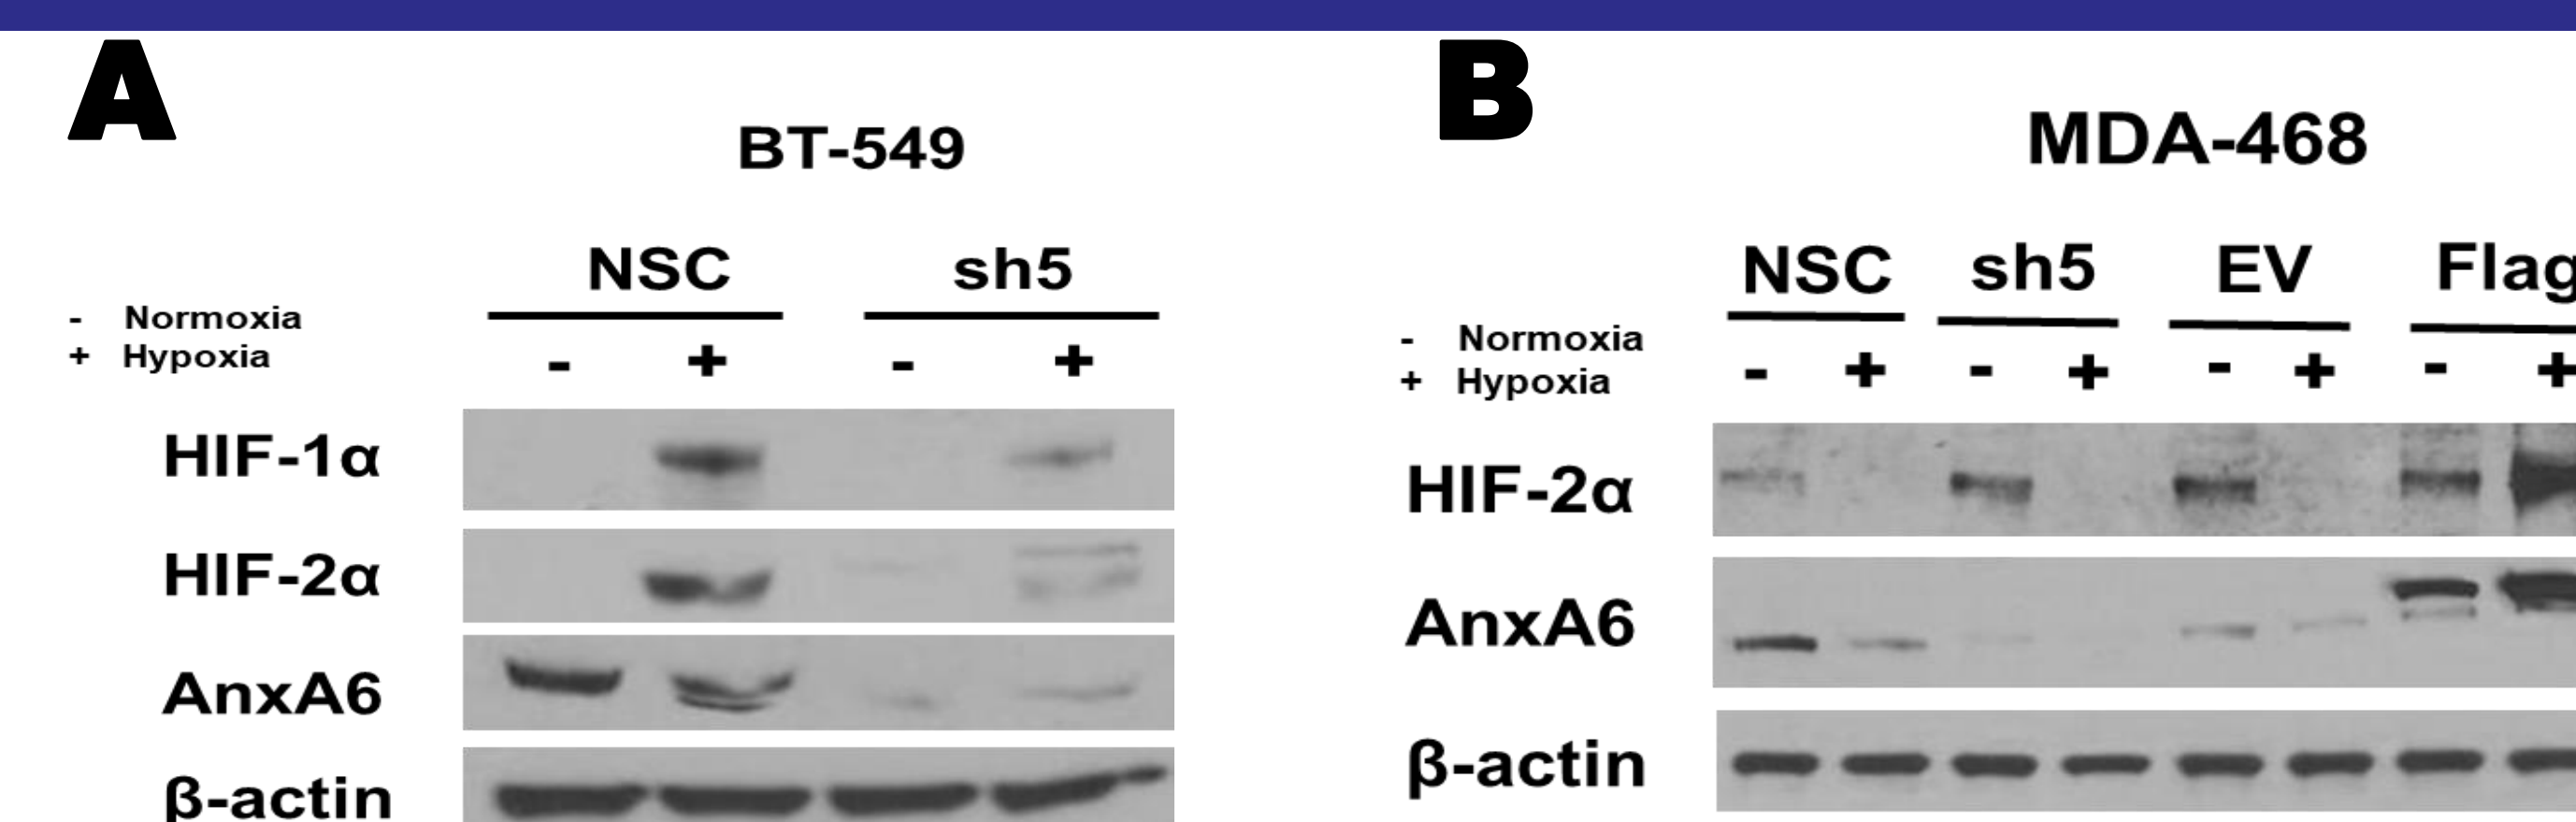 A
BT-549
NSC sh5
- Normoxia
+ Hypoxia
- + - +
HIF-1α
HIF-2α
AnxA6
β-actin
B
MDA-468
NSC sh5 EV Flag
- Normoxia
+ Hypoxia
- + - + - + - +
HIF-2α
AnxA6
β-actin